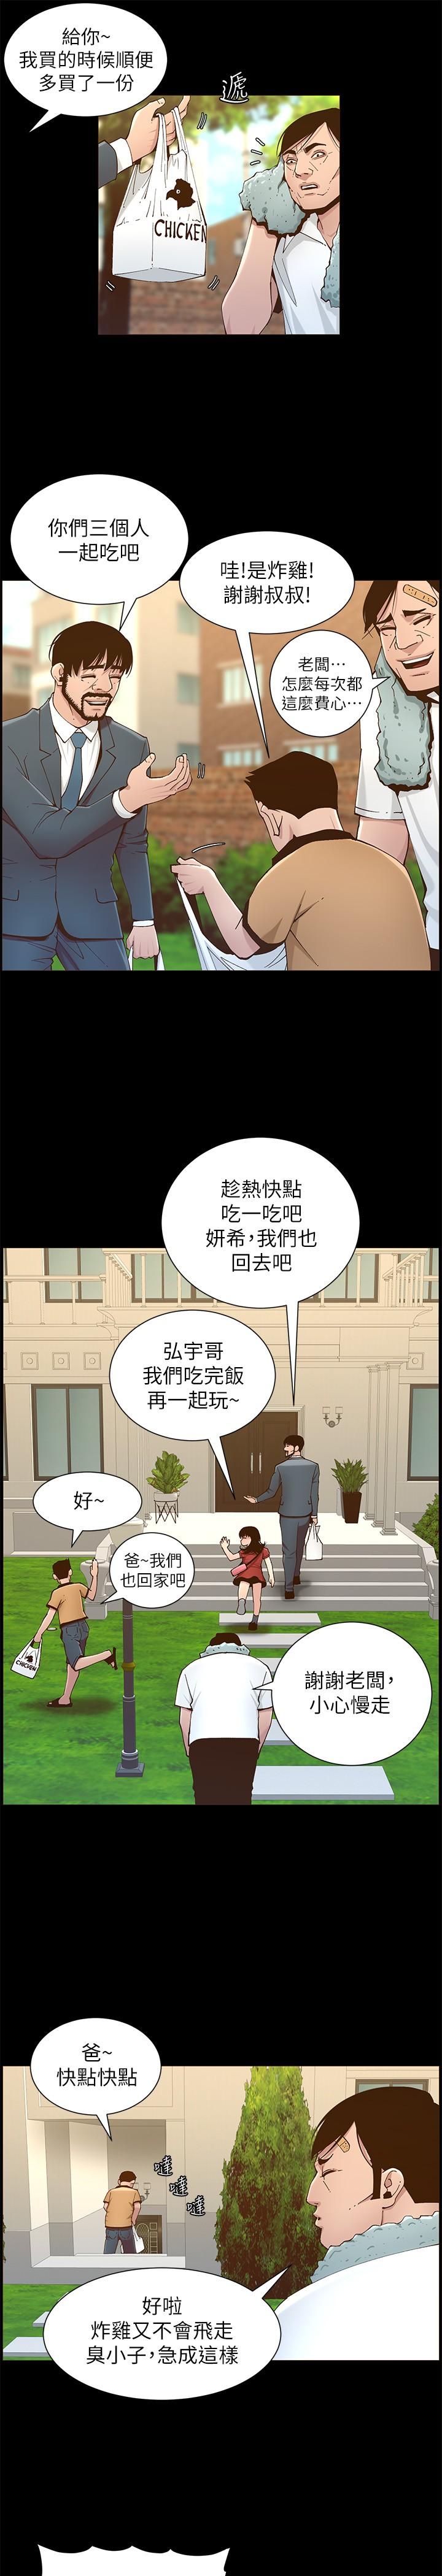 給你~
我買的時候順便
多買了一份
遞
CHICKEN
你們三個人
一起吃吧
哇!是炸雞!
謝謝叔叔!
老闆…
怎麼每次都
這麼費心…
趁熱快點
吃一吃吧
妍希,我們也
回去吧
弘宇哥
我們吃完飯
再一起玩~
好~
爸~我們
也回家吧
CHICKEN
謝謝老闆,
小心慢走
爸~
快點快點
噠
噠
噠
好啦
炸雞又不會飛走
臭小子,急成這樣